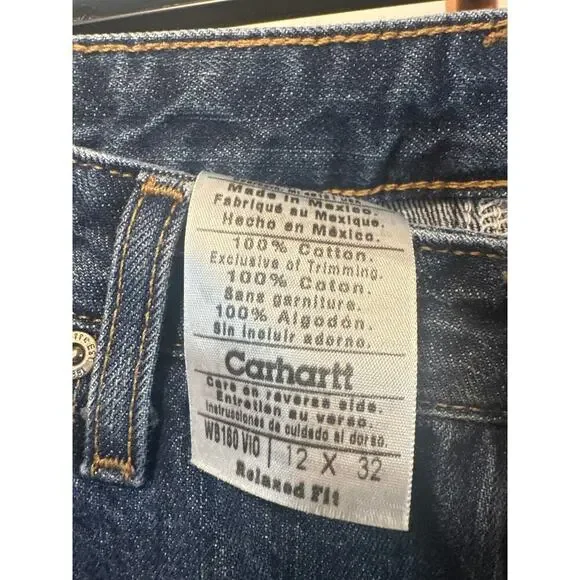 Made in Mexico.
Fabriqué au Mexique.
Hecho en México.
100% Cotton.
Exclusive of Trimming.
100% Coton.
Sans garniture.
100% Algodón.
Sin incluir adorno.
Carhartt
Care on reverse side.
Entretien au verso.
Instrucciones de cuidado al dorso.
WB180 VIO | 12 X 32
Relaxed Fit